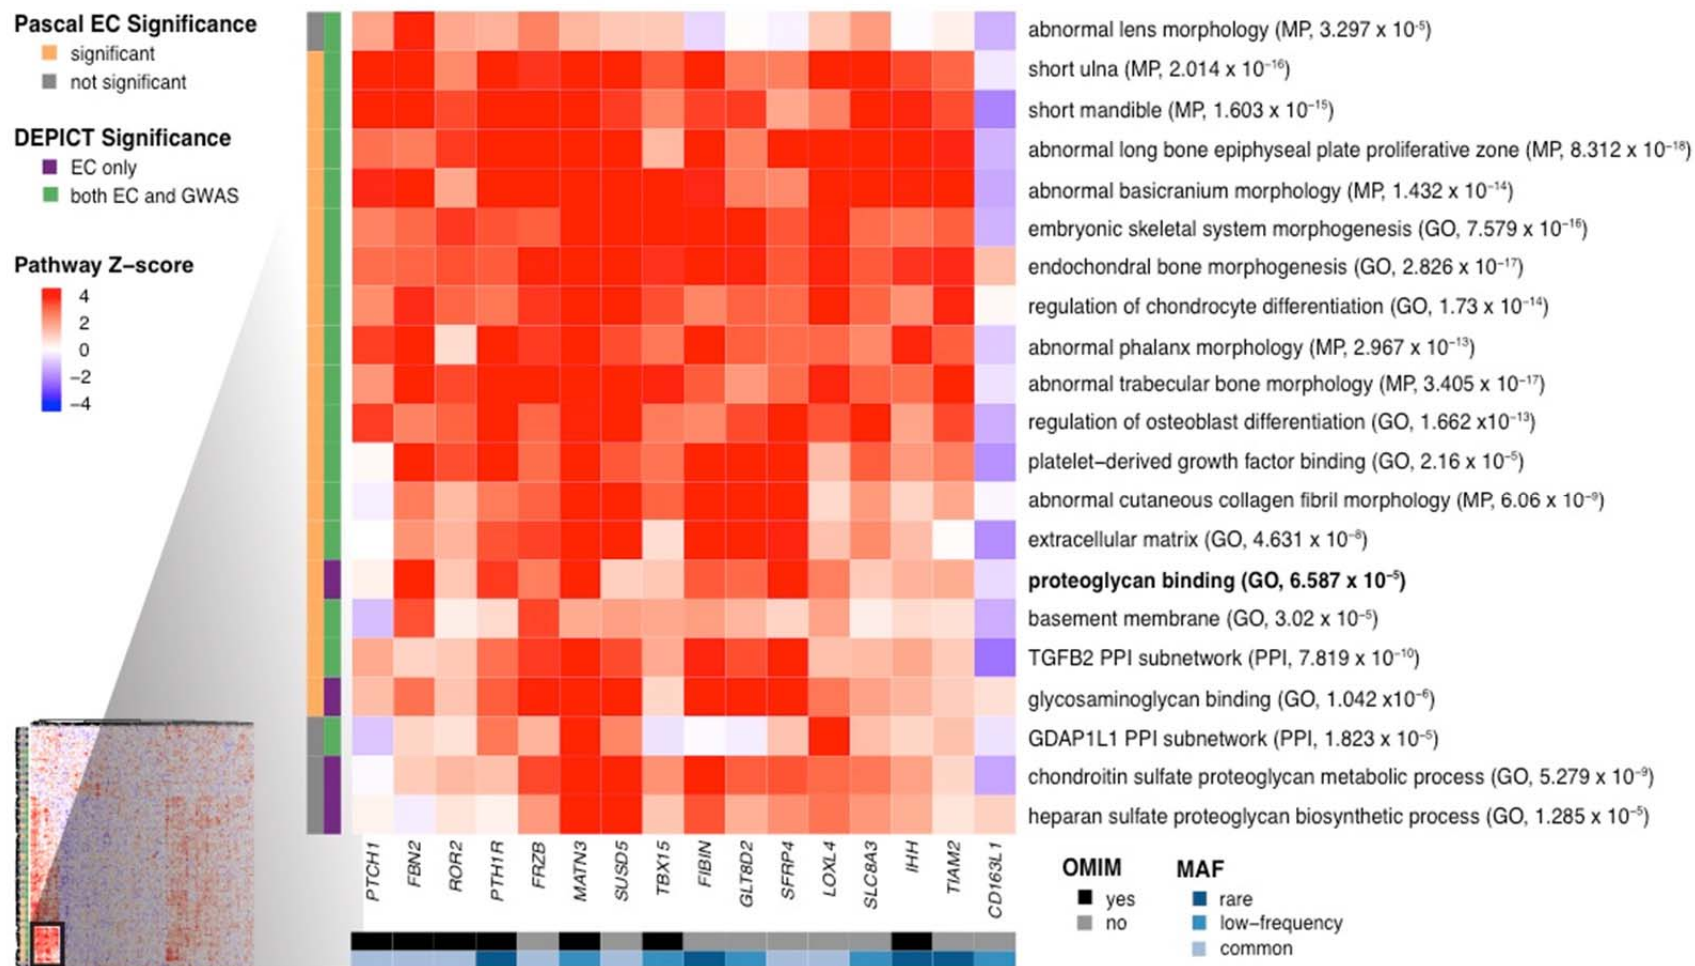 Pascal EC Significance
significant
not significant
DEPICT Significance
EC only
both EC and GWAS
Pathway Z–score
4
2
0
–2
–4
abnormal lens morphology (MP, 3.297 x 10⁻⁵)
short ulna (MP, 2.014 x 10⁻¹⁶)
short mandible (MP, 1.603 x 10⁻¹⁵)
abnormal long bone epiphyseal plate proliferative zone (MP, 8.312 x 10⁻¹⁸)
abnormal basicranium morphology (MP, 1.432 x 10⁻¹⁴)
embryonic skeletal system morphogenesis (GO, 7.579 x 10⁻¹⁶)
endochondral bone morphogenesis (GO, 2.826 x 10⁻¹⁷)
regulation of chondrocyte differentiation (GO, 1.73 x 10⁻¹⁴)
abnormal phalanx morphology (MP, 2.967 x 10⁻¹³)
abnormal trabecular bone morphology (MP, 3.405 x 10⁻¹⁷)
regulation of osteoblast differentiation (GO, 1.662 x10⁻¹³)
platelet–derived growth factor binding (GO, 2.16 x 10⁻⁵)
abnormal cutaneous collagen fibril morphology (MP, 6.06 x 10⁻⁹)
extracellular matrix (GO, 4.631 x 10⁻⁸)
proteoglycan binding (GO, 6.587 x 10⁻⁵)
basement membrane (GO, 3.02 x 10⁻⁵)
TGFB2 PPI subnetwork (PPI, 7.819 x 10⁻¹⁰)
glycosaminoglycan binding (GO, 1.042 x10⁻⁶)
GDAP1L1 PPI subnetwork (PPI, 1.823 x 10⁻⁵)
chondroitin sulfate proteoglycan metabolic process (GO, 5.279 x 10⁻⁹)
heparan sulfate proteoglycan biosynthetic process (GO, 1.285 x 10⁻⁵)
PTCH1
FBN2
ROR2
PTH1R
FRZB
MATN3
SUSD5
TBX15
FIBIN
GLT8D2
SFRP4
LOXL4
SLC8A3
IHH
TIAM2
CD163L1
OMIM
yes
no
MAF
rare
low–frequency
common